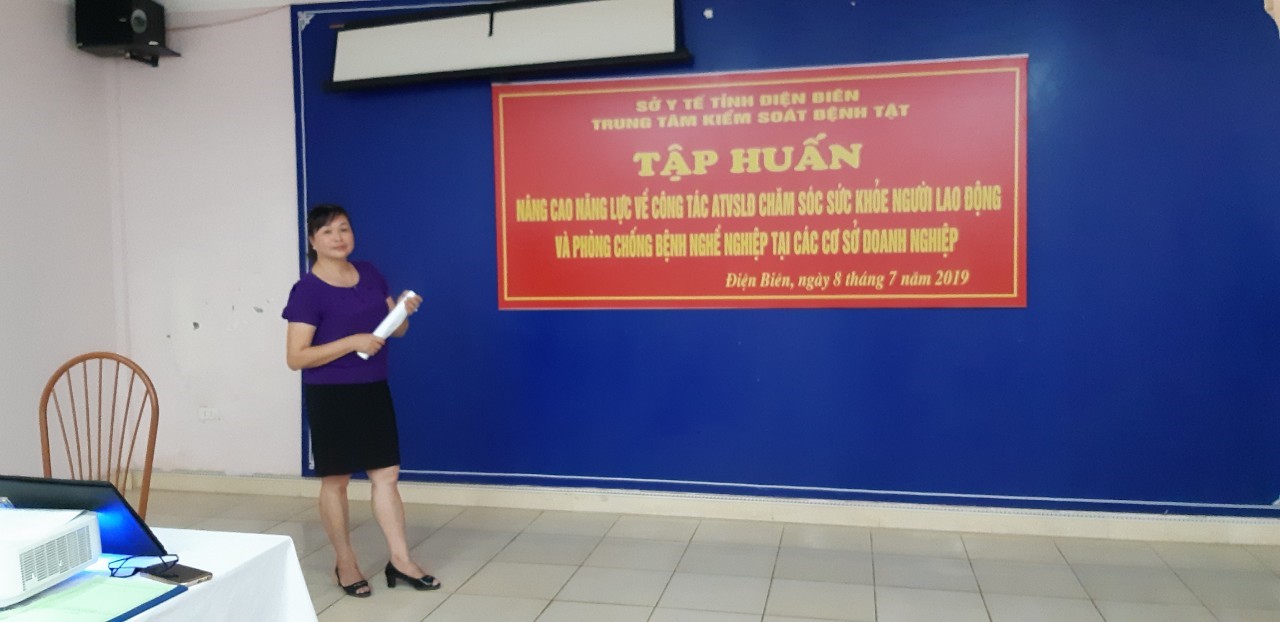 SỞ Y TẾ TỈNH ĐIỆN BIÊN
TRUNG TÂM KIỂM SOÁT BỆNH TẬT
TẬP HUẤN
NÂNG CAO NĂNG LỰC VỀ CÔNG TÁC ATVSLĐ CHĂM SÓC SỨC KHỎE NGƯỜI LAO ĐỘNG
VÀ PHÒNG CHỐNG BỆNH NGHỀ NGHIỆP TẠI CÁC CƠ SỞ DOANH NGHIỆP
Điện Biên, ngày 8 tháng 7 năm 2019